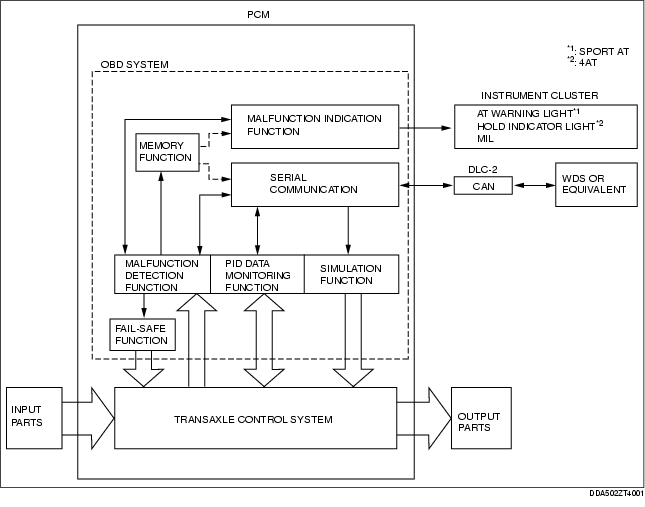 PCM
*1: SPORT AT
*2: 4AT
OBD SYSTEM
INSTRUMENT CLUSTER
MALFUNCTION INDICATION
FUNCTION
AT WARNING LIGHT*1
HOLD INDICATOR LIGHT*2
MIL
MEMORY
FUNCTION
SERIAL
COMMUNICATION
DLC-2
CAN
WDS OR
EQUIVALENT
MALFUNCTION
DETECTION
FUNCTION
PID DATA
MONITORING
FUNCTION
SIMULATION
FUNCTION
FAIL-SAFE
FUNCTION
INPUT
PARTS
TRANSAXLE CONTROL SYSTEM
OUTPUT
PARTS
DDA502ZT4001